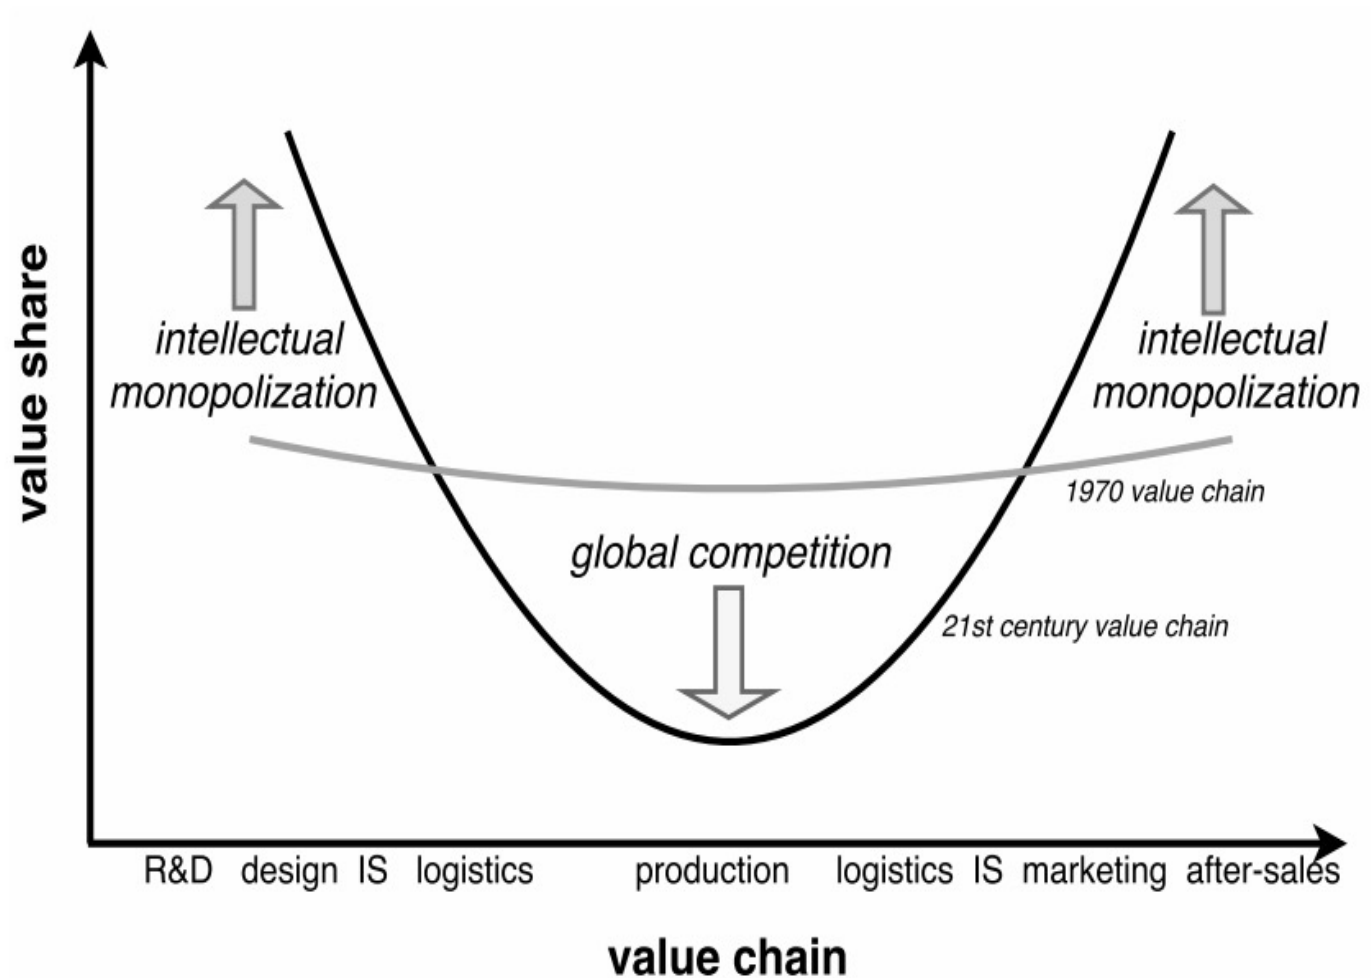 value share
intellectual
monopolization
intellectual
monopolization
1970 value chain
global competition
21st century value chain
R&D design IS logistics production logistics IS marketing after-sales
value chain